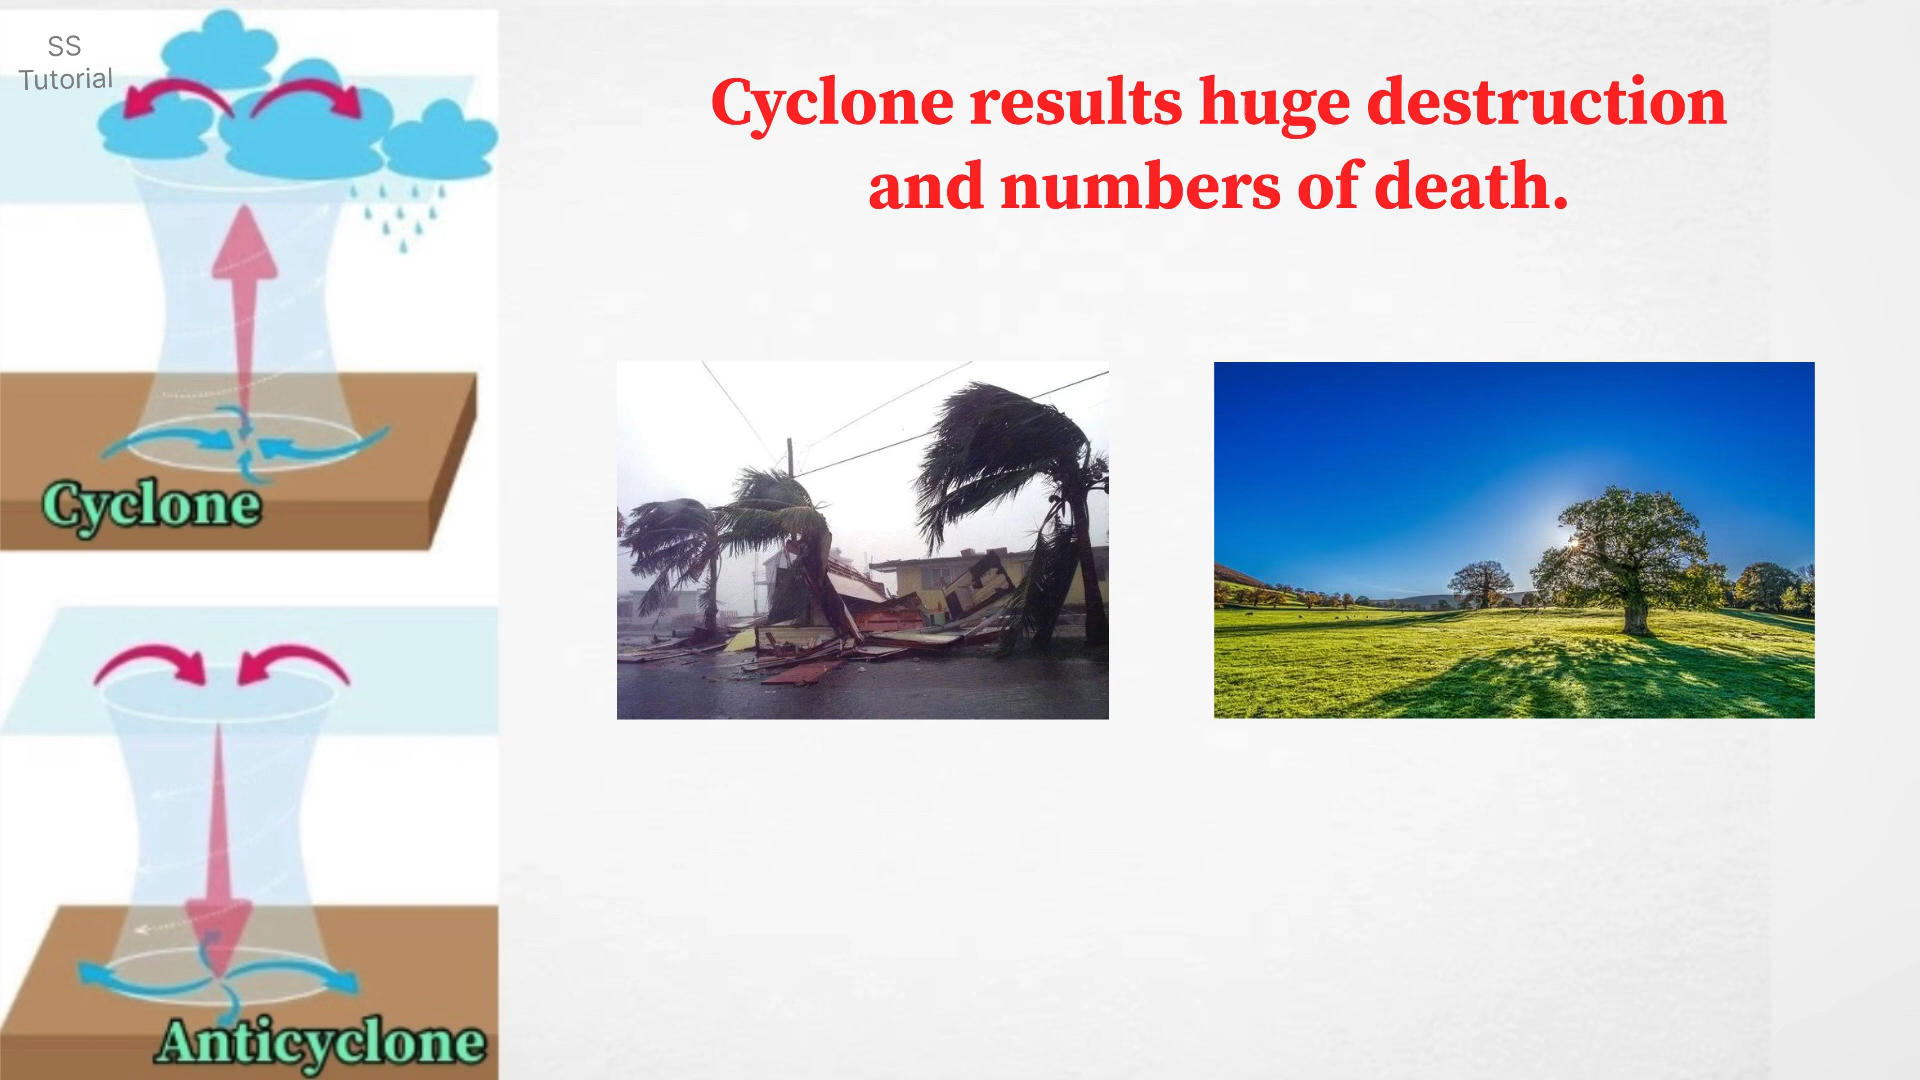 SS
Tutorial
Cyclone results huge destruction
and numbers of death.
Cyclone
Anticyclone